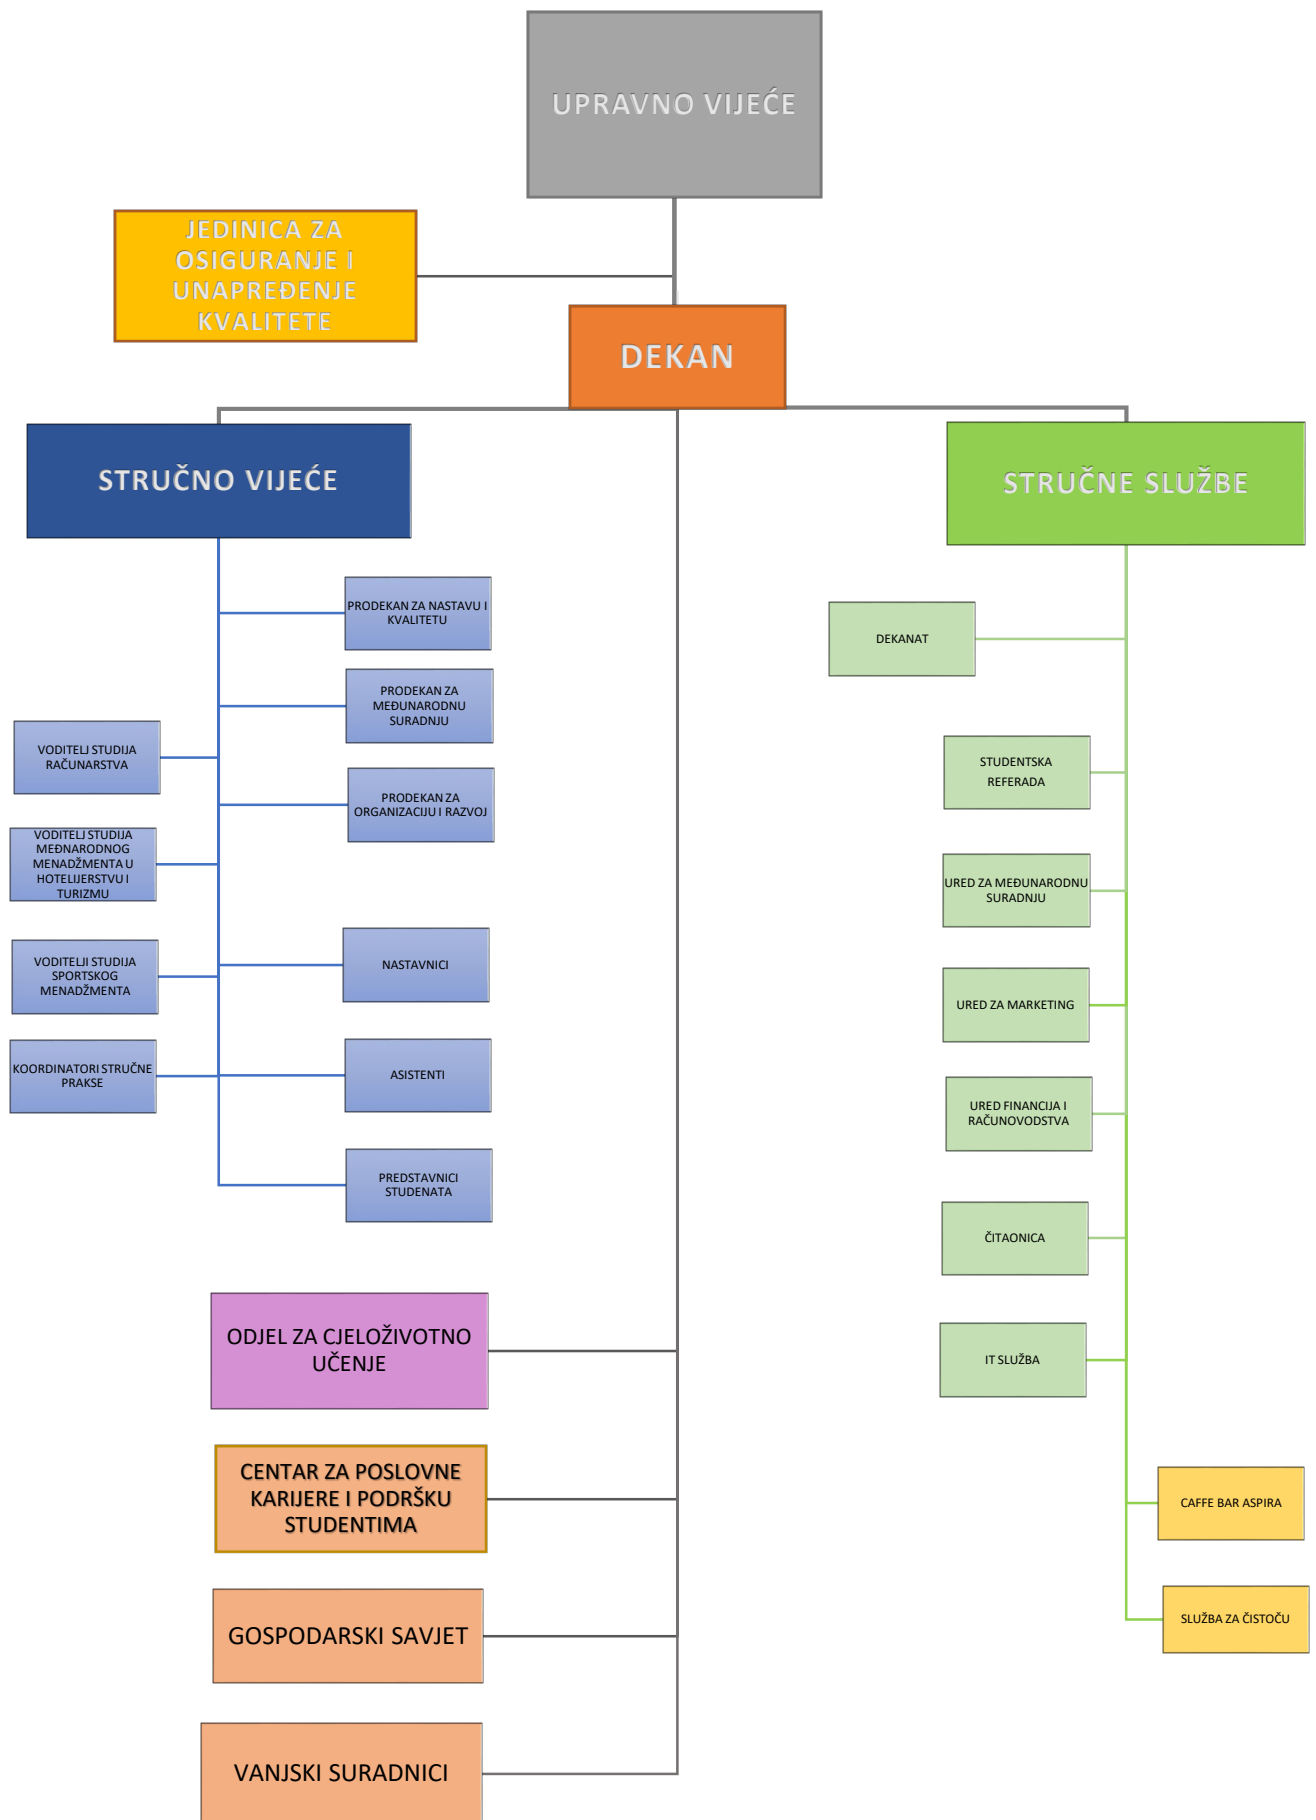 UPRAVNO VIJEĆE
JEDINICA ZA
OSIGURANJE I
UNAPREĐENJE
KVALITETE
DEKAN
STRUČNO VIJEĆE
STRUČNE SLUŽBE
PRODEKAN ZA NASTAVU I
KVALITETU
PRODEKAN ZA
MEĐUNARODNU
SURADNJU
PRODEKAN ZA
ORGANIZACIJU I RAZVOJ
VODITELJ STUDIJA
RAČUNARSTVA
VODITELJ STUDIJA
MEĐNARODNOG
MENADŽMENTA U
HOTELIJERSTVU I
TURIZMU
VODITELJI STUDIJA
SPORTSKOG
MENADŽMENTA
KOORDINATORI STRUČNE
PRAKSE
NASTAVNICI
ASISTENTI
PREDSTAVNICI
STUDENATA
DEKANAT
STUDENTSKA
REFERADA
URED ZA MEĐUNARODNU
SURADNJU
URED ZA MARKETING
URED FINANCIJA I
RAČUNOVODSTVA
ČITAONICA
IT SLUŽBA
CAFFE BAR ASPIRA
SLUŽBA ZA ČISTOČU
ODJEL ZA CJELOŽIVOTNO
UČENJE
CENTAR ZA POSLOVNE
KARIJERE I PODRŠKU
STUDENTIMA
GOSPODARSKI SAVJET
VANJSKI SURADNICI